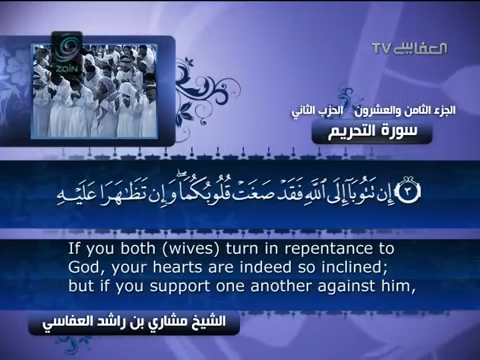 ZAIN
TV العفاسي
الجزء الثامن والعشرون الحزب الثاني
سورة التحريم
٣ إِن تَتُوبَآ إِلَى ٱللَّهِ فَقَدۡ صَغَتۡ قُلُوبُكُمَاۖ وَإِن تَظَٰهَرَا عَلَيۡهِ
If you both (wives) turn in repentance to
God, your hearts are indeed so inclined;
but if you support one another against him,
الشيخ مشاري بن راشد العفاسي